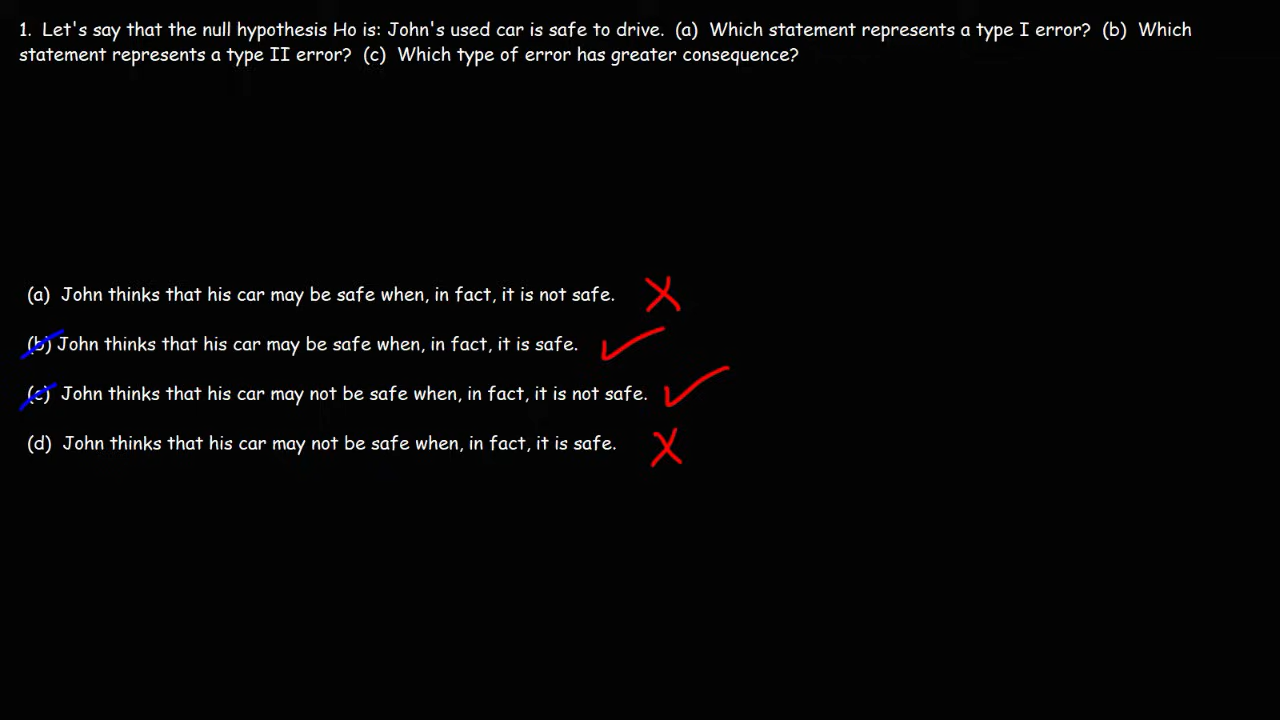 1. Let's say that the null hypothesis Ho is: John's used car is safe to drive. (a) Which statement represents a type I error? (b) Which
statement represents a type II error? (c) Which type of error has greater consequence?
(a) John thinks that his car may be safe when, in fact, it is not safe.
(b) John thinks that his car may be safe when, in fact, it is safe.
(c) John thinks that his car may not be safe when, in fact, it is not safe.
(d) John thinks that his car may not be safe when, in fact, it is safe.